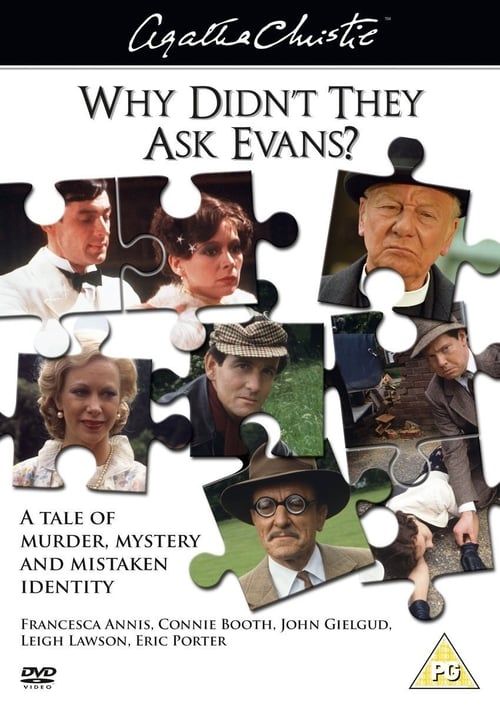 Agatha Christie™
WHY DIDN'T THEY
ASK EVANS?
A TALE OF
MURDER, MYSTERY
AND MISTAKEN
IDENTITY
FRANCESCA ANNIS, CONNIE BOOTH, JOHN GIELGUD,
LEIGH LAWSON, ERIC PORTER
DVD
VIDEO
PG